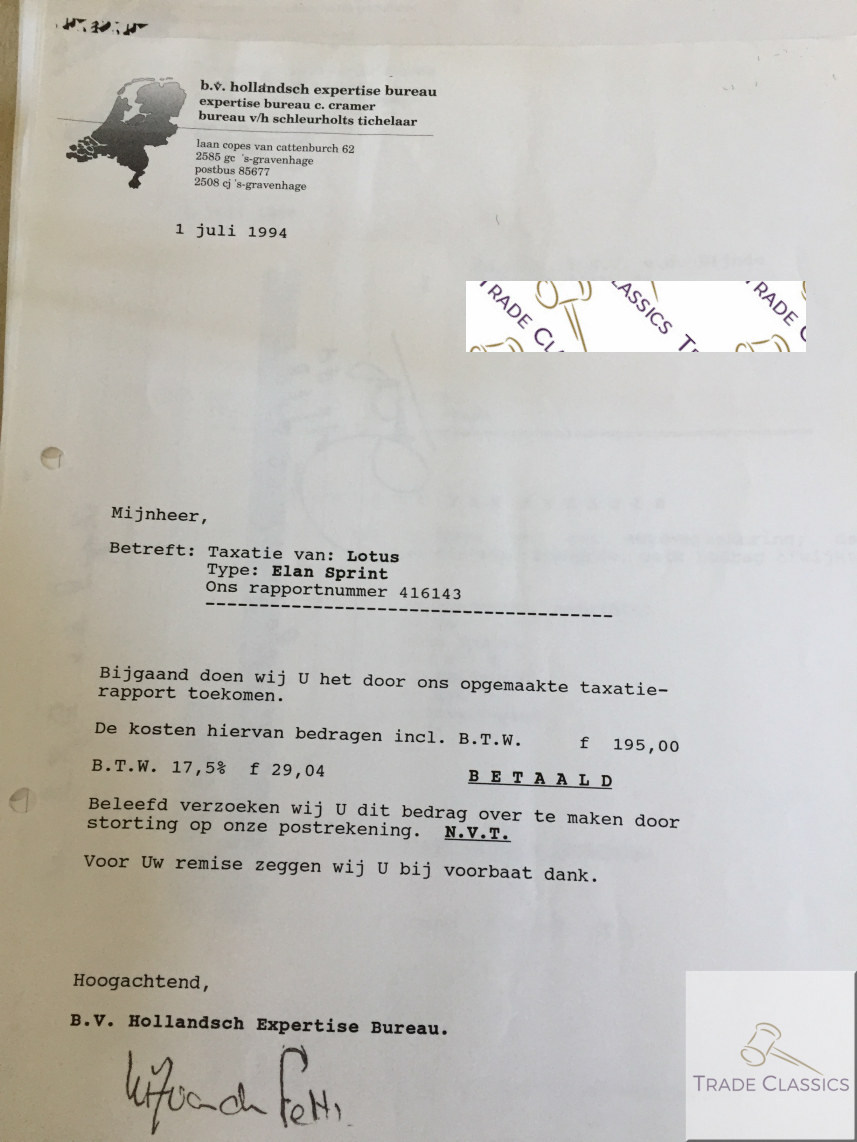 b.v. hollandsch expertise bureau
expertise bureau c. cramer
bureau v/h schleurholts tichelaar
laan copes van cattenburch 62
2585 gc 's-gravenhage
postbus 85677
2508 cj 's-gravenhage
1 juli 1994
TRADE CLASSICS TRADE
Mijnheer,
Betreft: Taxatie van: Lotus
Type: Elan Sprint
Ons rapportnummer 416143
Bijgaand doen wij U het door ons opgemaakte taxatie-
rapport toekomen.
De kosten hiervan bedragen incl. B.T.W. f 195,00
B.T.W. 17,5% f 29,04 B E T A A L D
Beleefd verzoeken wij U dit bedrag over te maken door
storting op onze postrekening. N.V.T.
Voor Uw remise zeggen wij U bij voorbaat dank.
Hoogachtend,
B.V. Hollandsch Expertise Bureau.
TRADE CLASSICS